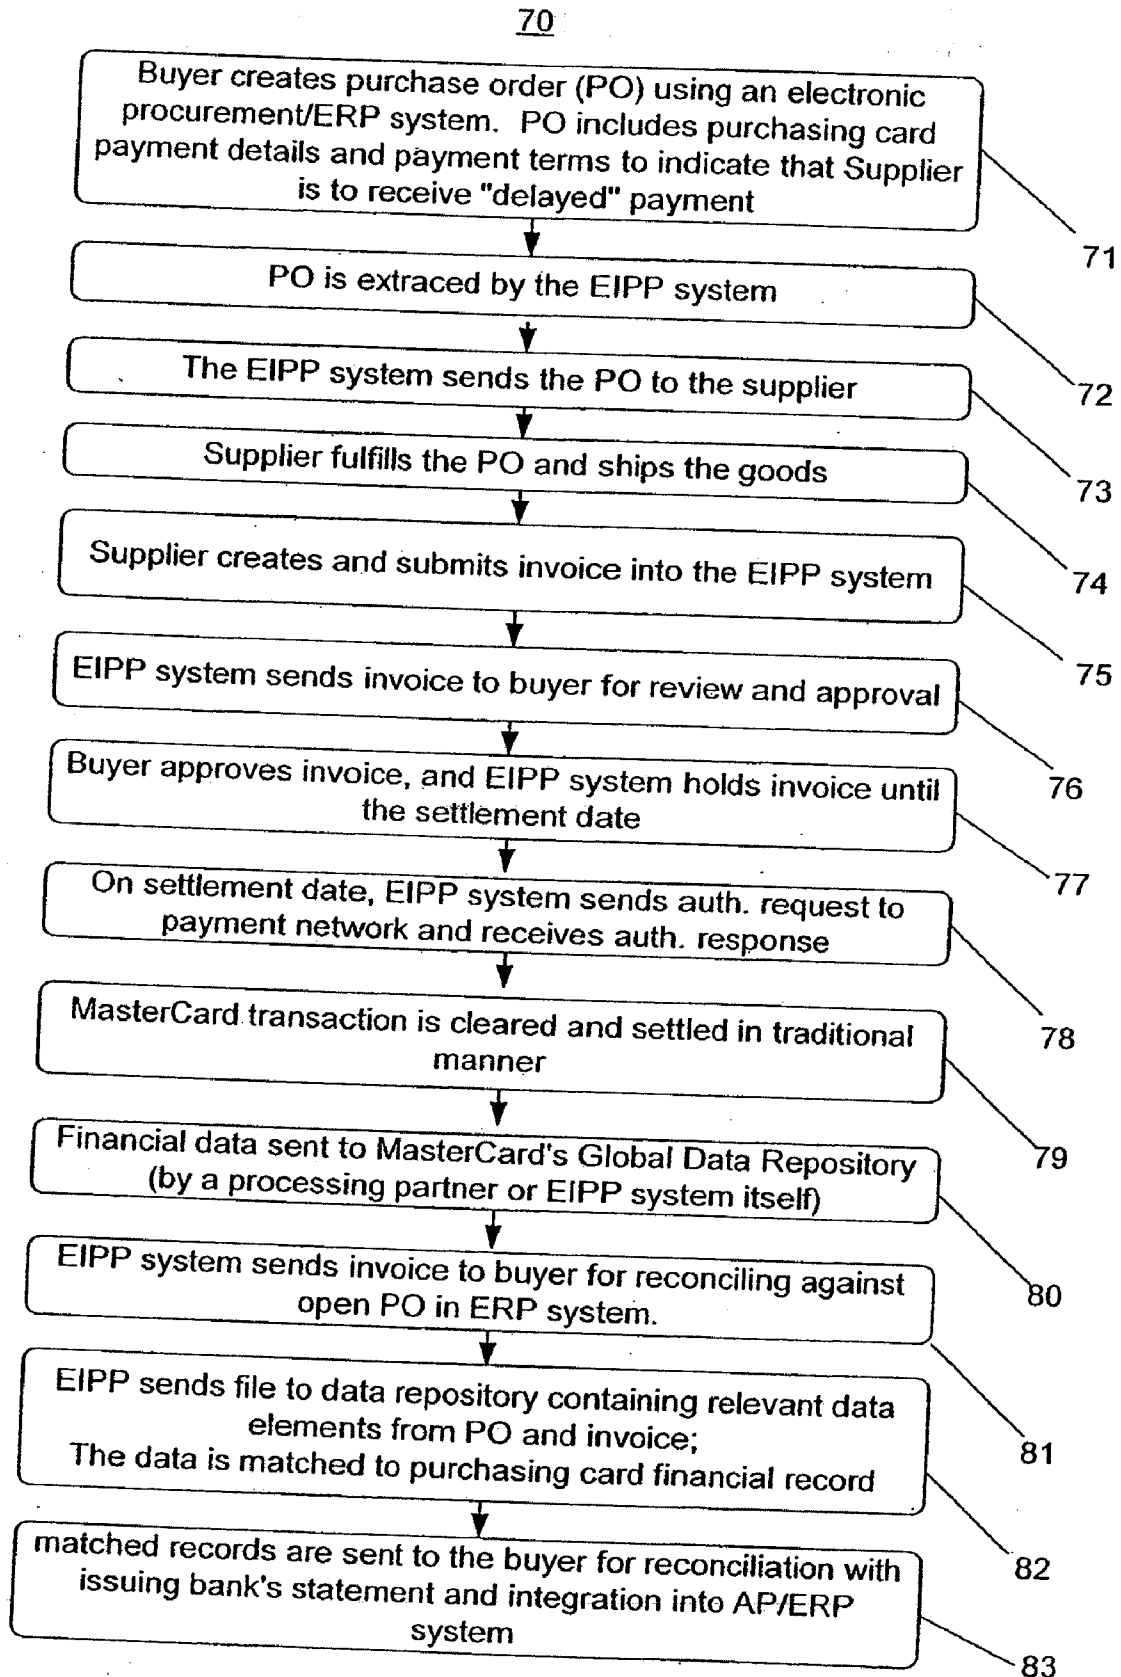 70
Buyer creates purchase order (PO) using an electronic
procurement/ERP system. PO includes purchasing card
payment details and payment terms to indicate that Supplier
is to receive "delayed" payment
71
PO is extraced by the EIPP system
72
The EIPP system sends the PO to the supplier
73
Supplier fulfills the PO and ships the goods
74
Supplier creates and submits invoice into the EIPP system
75
EIPP system sends invoice to buyer for review and approval
76
Buyer approves invoice, and EIPP system holds invoice until
the settlement date
77
On settlement date, EIPP system sends auth. request to
payment network and receives auth. response
78
MasterCard transaction is cleared and settled in traditional
manner
79
Financial data sent to MasterCard's Global Data Repository
(by a processing partner or EIPP system itself)
80
EIPP system sends invoice to buyer for reconciling against
open PO in ERP system.
81
EIPP sends file to data repository containing relevant data
elements from PO and invoice;
The data is matched to purchasing card financial record
82
matched records are sent to the buyer for reconciliation with
issuing bank's statement and integration into AP/ERP
system
83